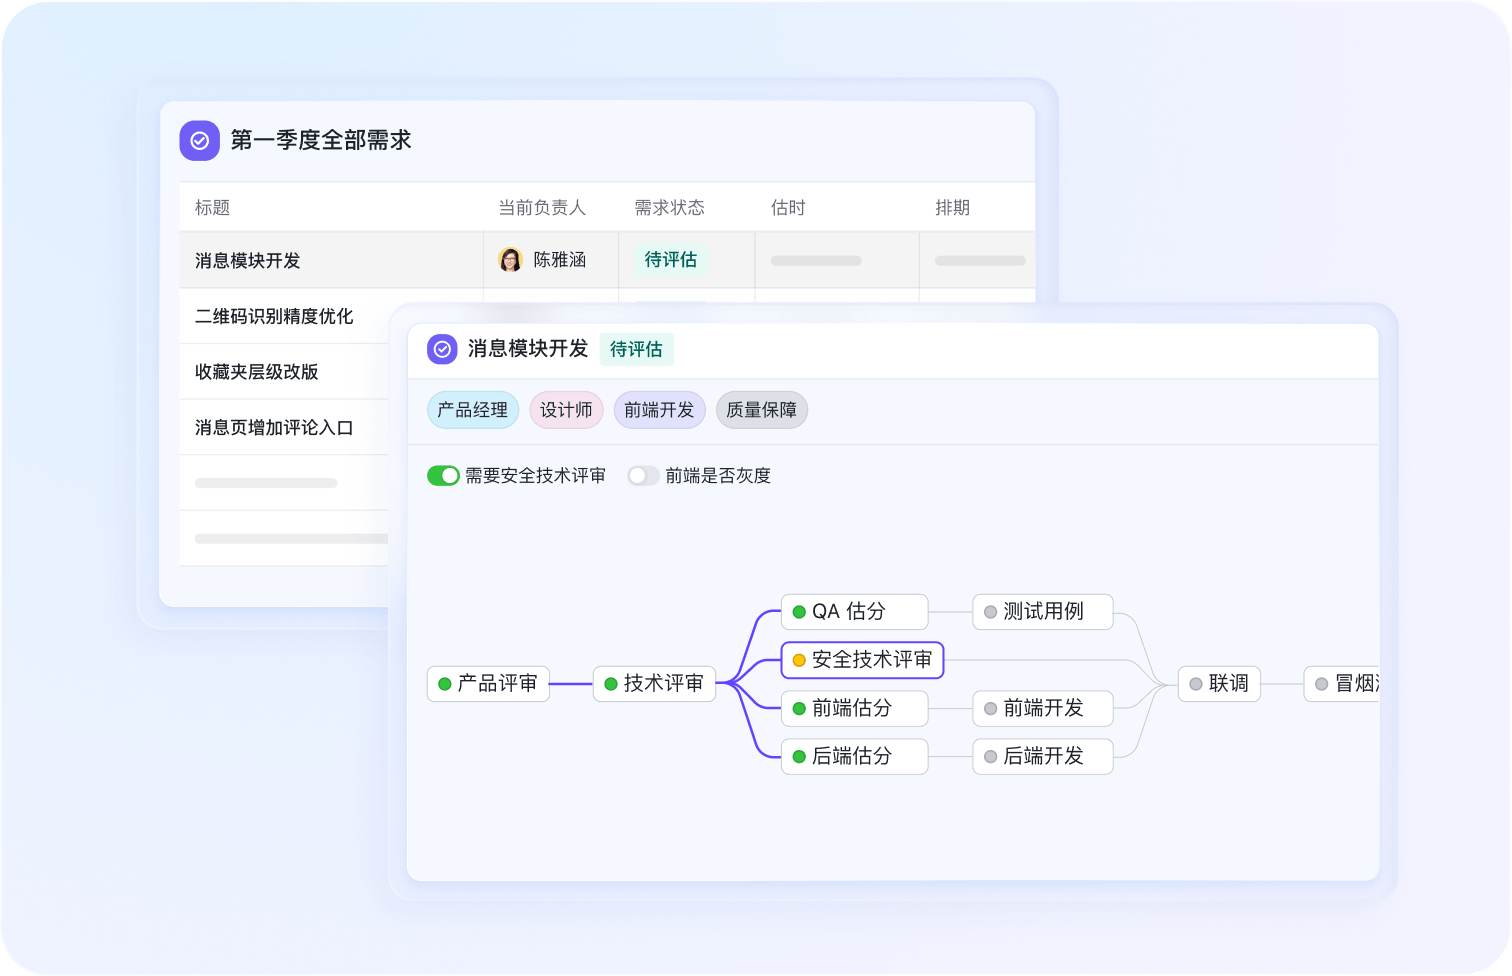 第一季度全部需求
标题 当前负责人 需求状态 估时 排期
消息模块开发 陈雅涵 待评估
二维码识别精度优化
收藏夹层级改版
消息页增加评论入口
消息模块开发 待评估
产品经理 设计师 前端开发 质量保障
需要安全技术评审 前端是否灰度
QA 估分 测试用例
安全技术评审
产品评审 技术评审 联调 冒烟
前端估分 前端开发
后端估分 后端开发